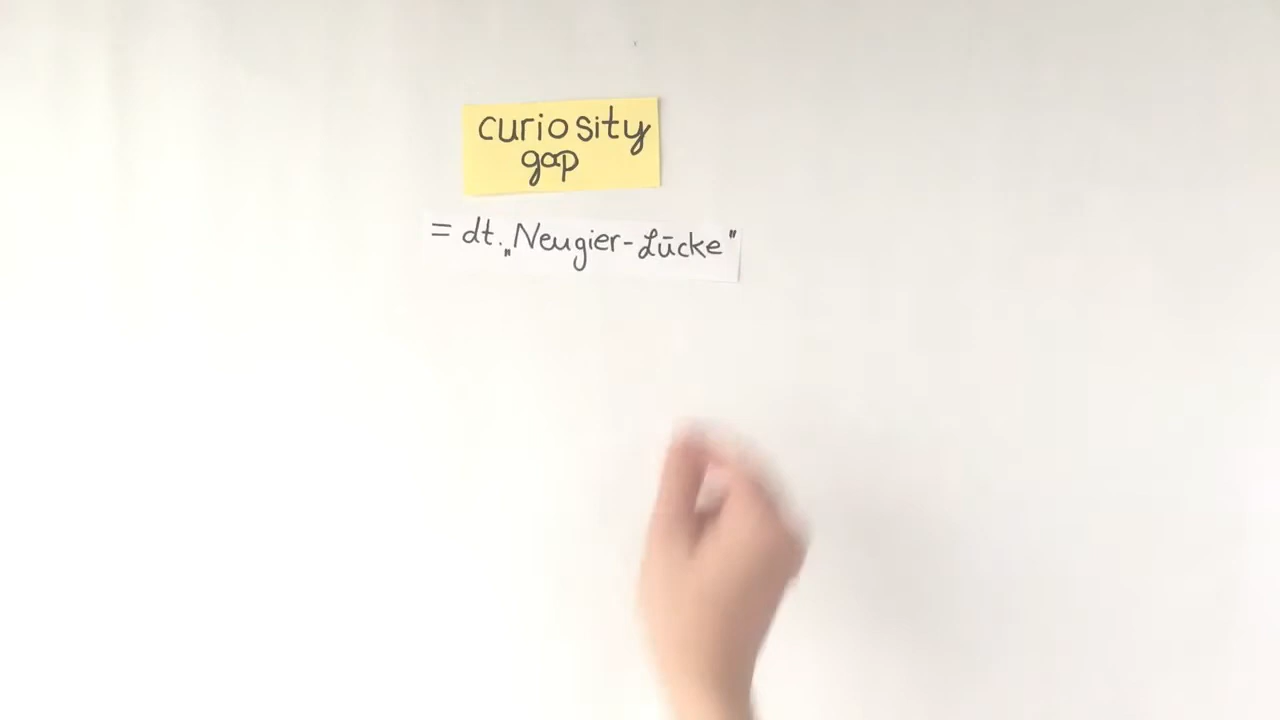 curiosity
gap
= dt. „Neugier-Lücke"